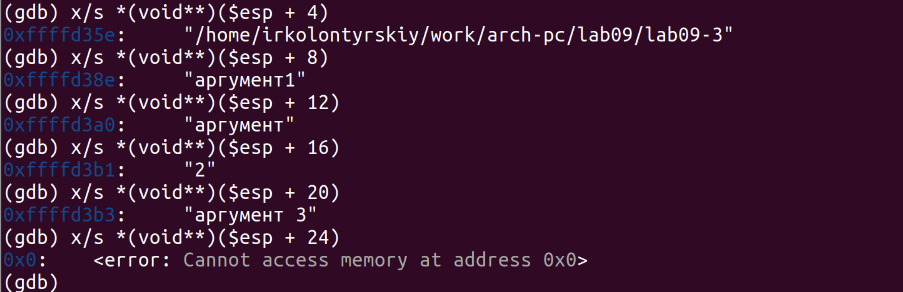 (gdb) x/s *(void**)($esp + 4)
0xffffd35e:     "/home/irkolontyrskiy/work/arch-pc/lab09/lab09-3"
(gdb) x/s *(void**)($esp + 8)
0xffffd38e:     "аргумент1"
(gdb) x/s *(void**)($esp + 12)
0xffffd3a0:     "аргумент"
(gdb) x/s *(void**)($esp + 16)
0xffffd3b1:     "2"
(gdb) x/s *(void**)($esp + 20)
0xffffd3b3:     "аргумент 3"
(gdb) x/s *(void**)($esp + 24)
0x0:    <error: Cannot access memory at address 0x0>
(gdb)